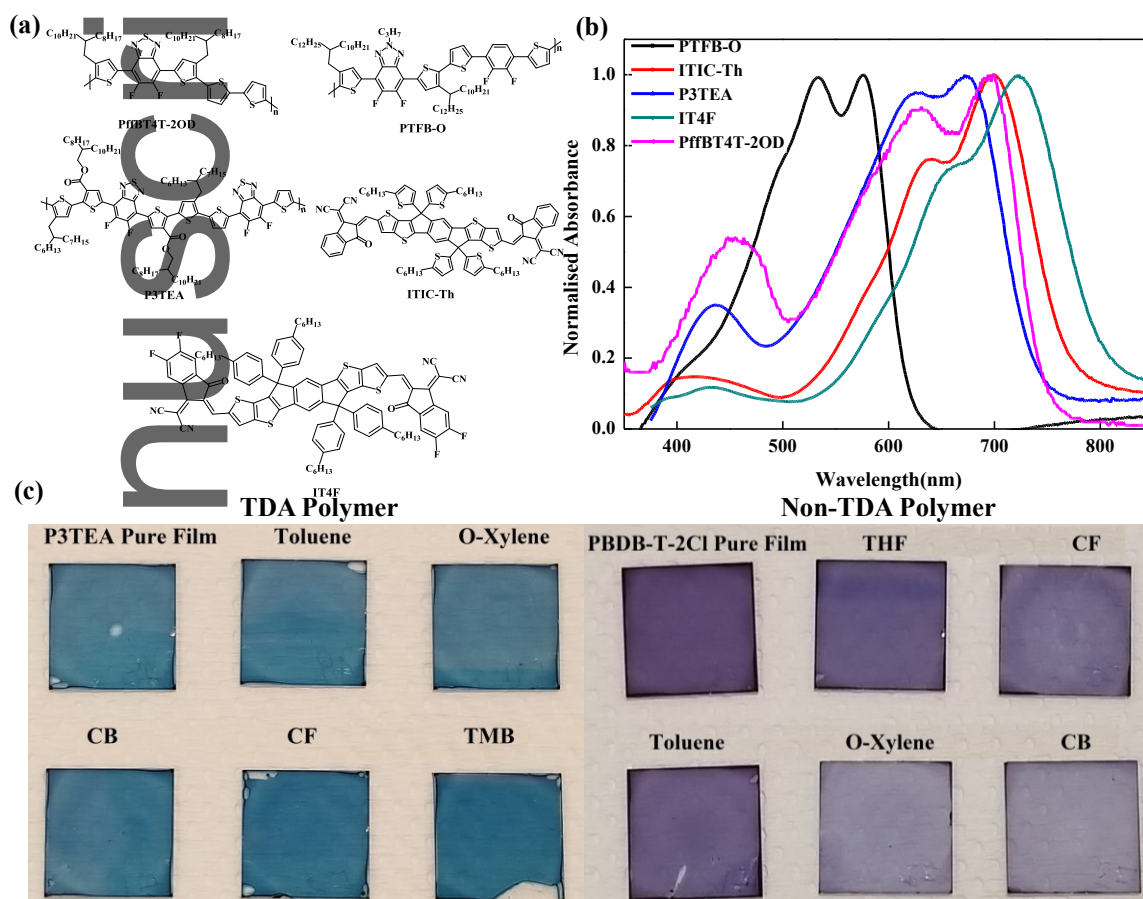 (a)
C10H21
C8H17
C10H21
C8H17
N
S
N
S
S
S
S
F
F
n
PffBT4T-2OD
C3H7
C12H25
C10H21
N
N
N
S
S
S
S
F
F
F
F
C10H21
C12H25
n
PTFB-O
C8H17
C10H21
C6H13
C7H15
C6H13
C7H15
C8H17
C10H21
O
O
O
O
F
F
F
F
n
P3TEA
C6H13
C6H13
NC
CN
O
S
S
S
S
O
NC
CN
C6H13
C6H13
ITIC-Th
C6H13
C6H13
F
F
O
NC
CN
S
S
S
S
O
CN
CN
F
F
C6H13
C6H13
IT4F
(b)
PTFB-O
ITIC-Th
P3TEA
IT4F
PffBT4T-2OD
Normalised Absorbance
1.0
0.8
0.6
0.4
0.2
0.0
400 500 600 700 800
Wavelength(nm)
(c)
TDA Polymer
Non-TDA Polymer
P3TEA Pure Film Toluene O-Xylene
PBDB-T-2Cl Pure Film THF CF
CB CF TMB
Toluene O-Xylene CB